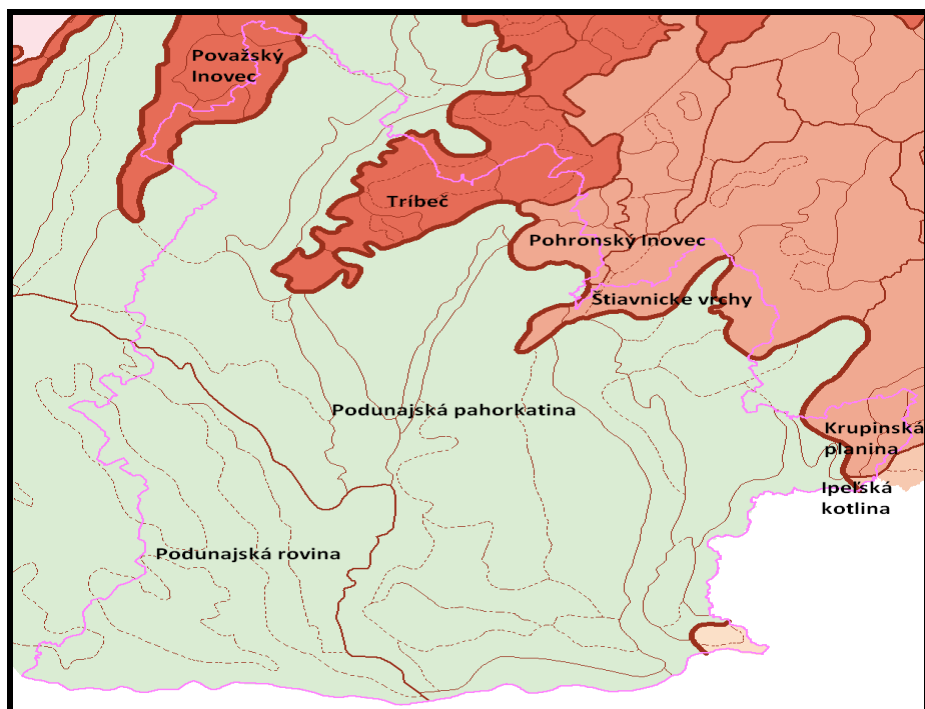 Považský
Inovec
Tríbeč
Pohronský Inovec
Štiavnicke vrchy
Podunajská pahorkatina
Krupinská
planina
Ipeľská
kotlina
Podunajská rovina